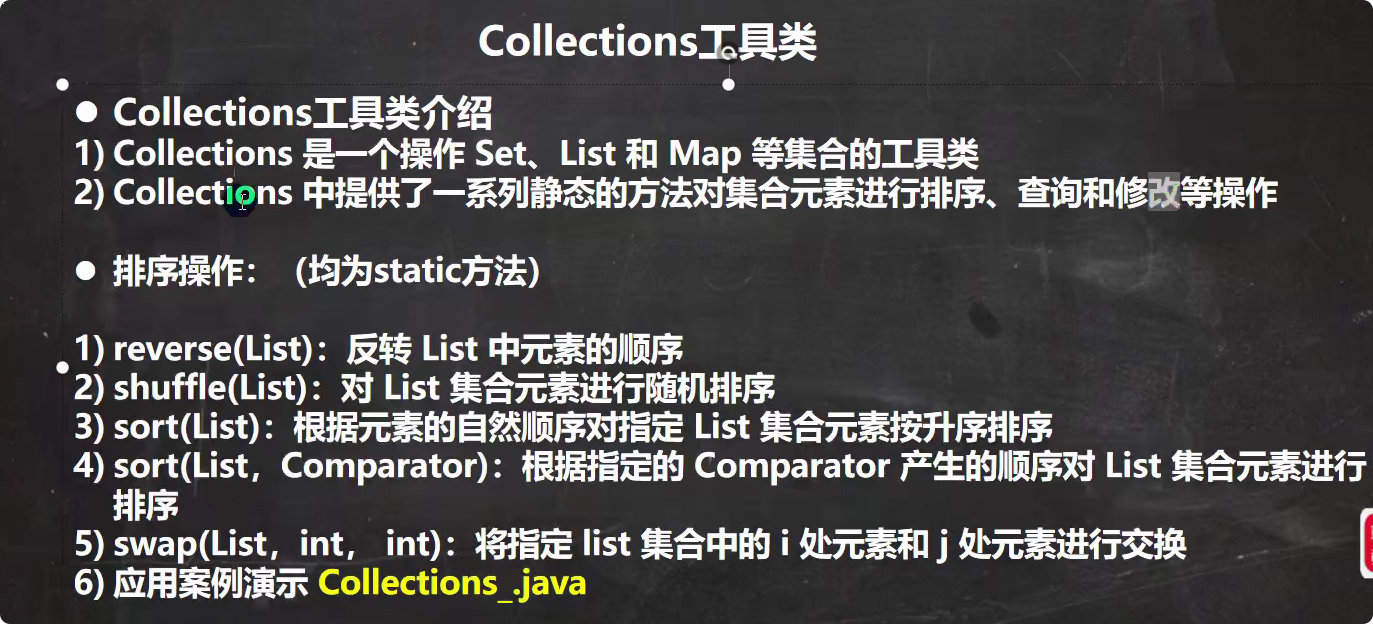 Collections工具类
● Collections工具类介绍
1) Collections 是一个操作 Set、List 和 Map 等集合的工具类
2) Collections 中提供了一系列静态的方法对集合元素进行排序、查询和修改等操作
● 排序操作：（均为static方法）
1) reverse(List)：反转 List 中元素的顺序
2) shuffle(List)：对 List 集合元素进行随机排序
3) sort(List)：根据元素的自然顺序对指定 List 集合元素按升序排序
4) sort(List，Comparator)：根据指定的 Comparator 产生的顺序对 List 集合元素进行
排序
5) swap(List，int， int)：将指定 list 集合中的 i 处元素和 j 处元素进行交换
6) 应用案例演示 Collections_.java